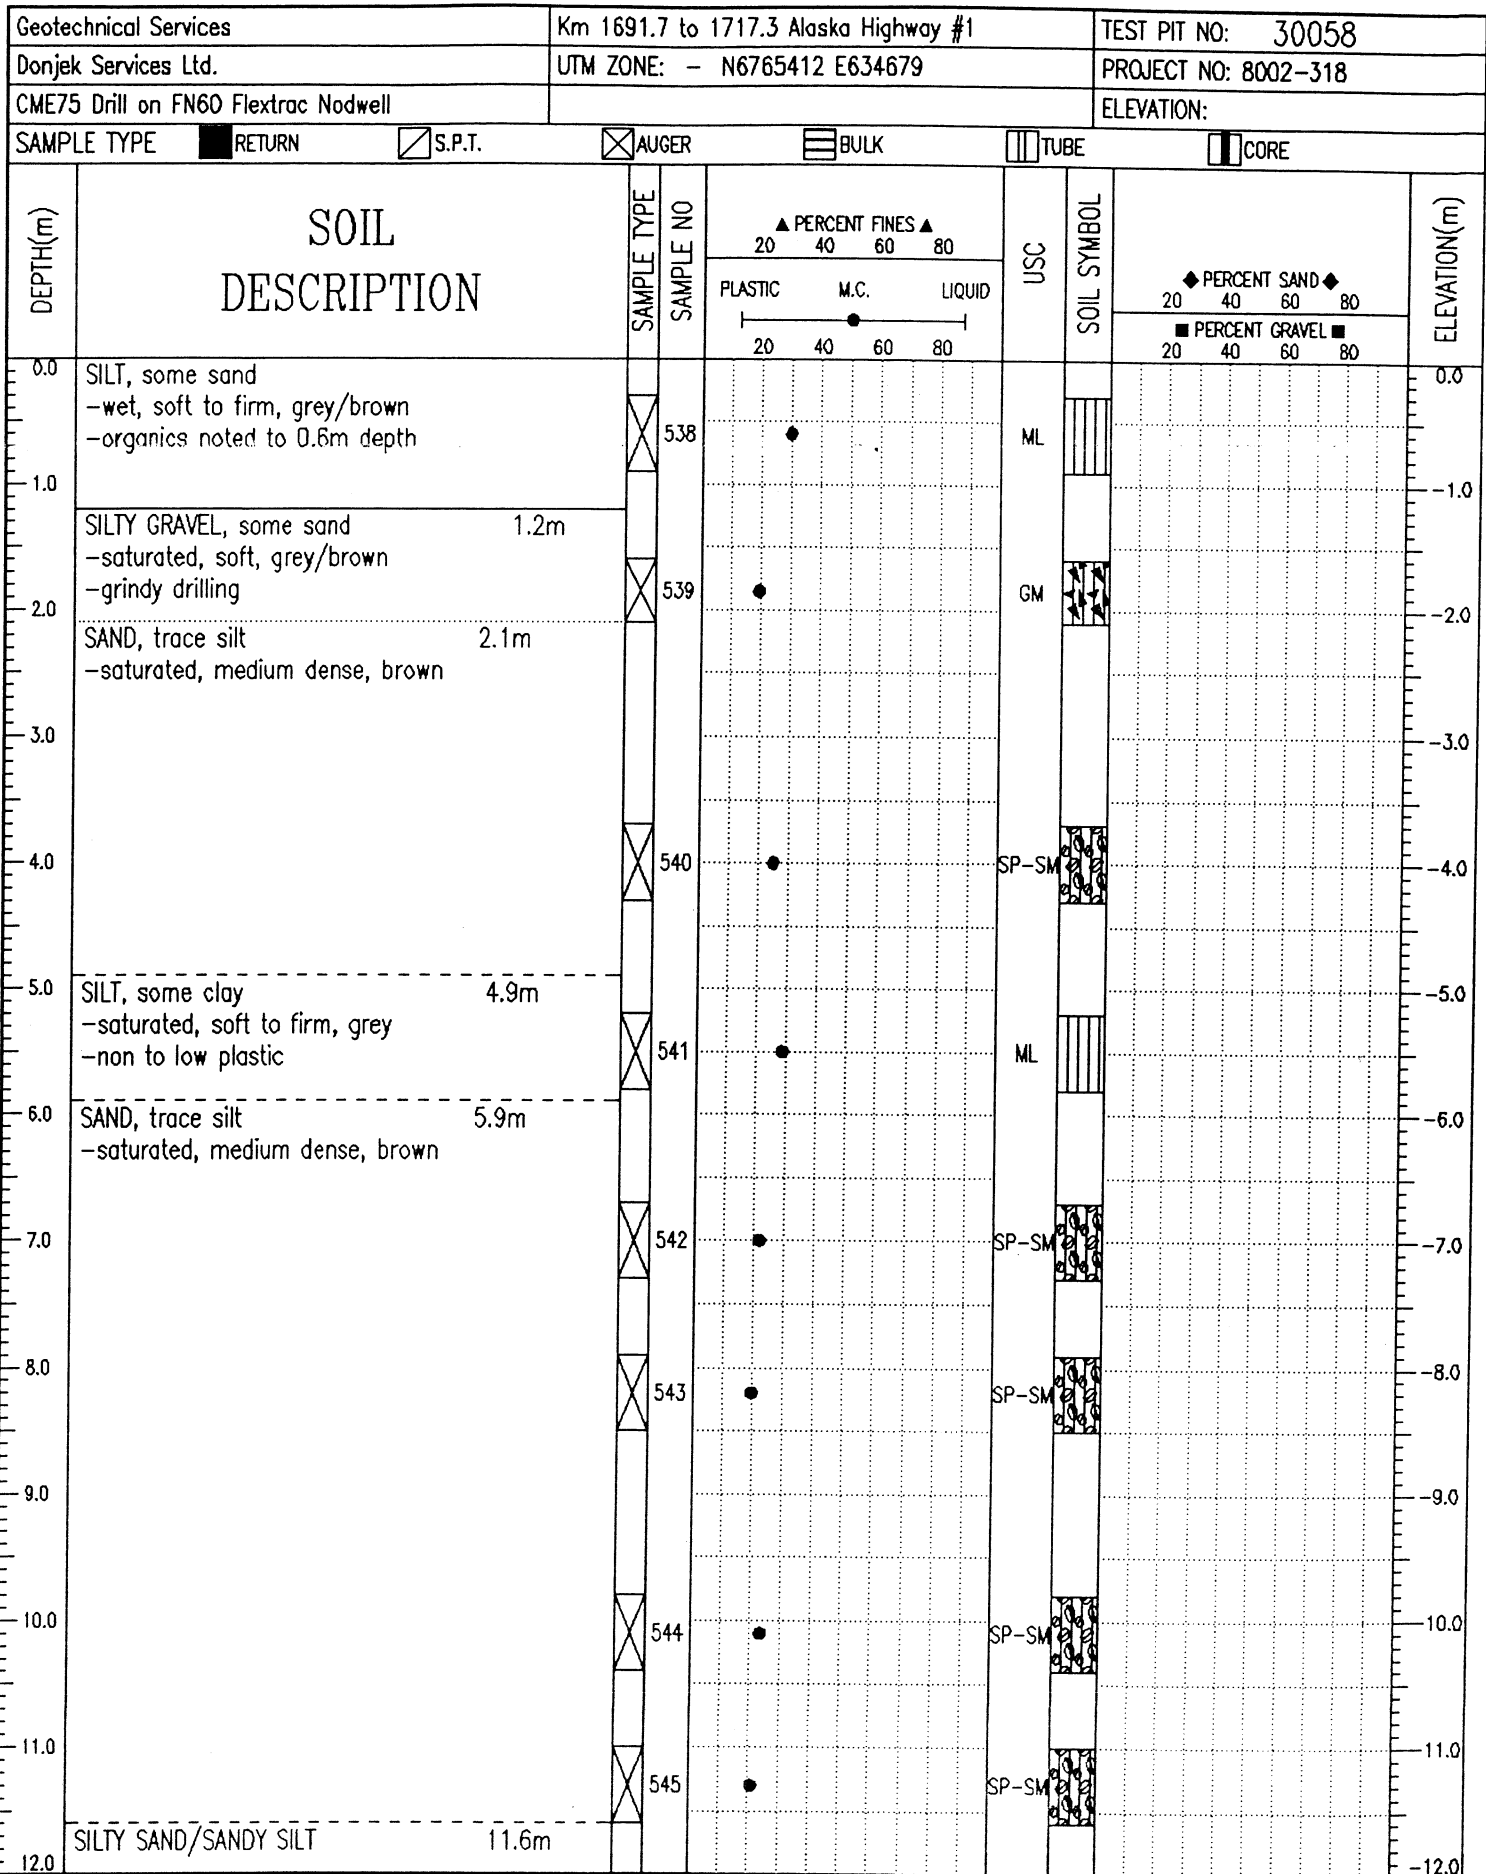 Geotechnical Services
Km 1691.7 to 1717.3 Alaska Highway #1
TEST PIT NO: 30058
Donjek Services Ltd.
UTM ZONE: - N6765412 E634679
PROJECT NO: 8002-318
CME75 Drill on FN60 Flextrac Nodwell
ELEVATION:
SAMPLE TYPE RETURN S.P.T. AUGER BULK TUBE CORE
DEPTH(m)
SOIL
DESCRIPTION
SAMPLE TYPE
SAMPLE NO
▲ PERCENT FINES ▲
20 40 60 80
PLASTIC M.C. LIQUID
20 40 60 80
USC
SOIL SYMBOL
◆ PERCENT SAND ◆
20 40 60 80
■ PERCENT GRAVEL ■
20 40 60 80
ELEVATION(m)
0.0
SILT, some sand
0.0
-wet, soft to firm, grey/brown
-organics noted to 0.6m depth
538
ML
1.0
-1.0
SILTY GRAVEL, some sand 1.2m
-saturated, soft, grey/brown
-grindy drilling
539
GM
2.0
-2.0
SAND, trace silt 2.1m
-saturated, medium dense, brown
3.0
-3.0
4.0
540
SP-SM
-4.0
5.0
SILT, some clay 4.9m
-5.0
-saturated, soft to firm, grey
-non to low plastic
541
ML
6.0
SAND, trace silt 5.9m
-6.0
-saturated, medium dense, brown
7.0
542
SP-SM
-7.0
8.0
-8.0
543
SP-SM
9.0
-9.0
10.0
-10.0
544
SP-SM
11.0
-11.0
545
SP-SM
SILTY SAND/SANDY SILT 11.6m
12.0
-12.0